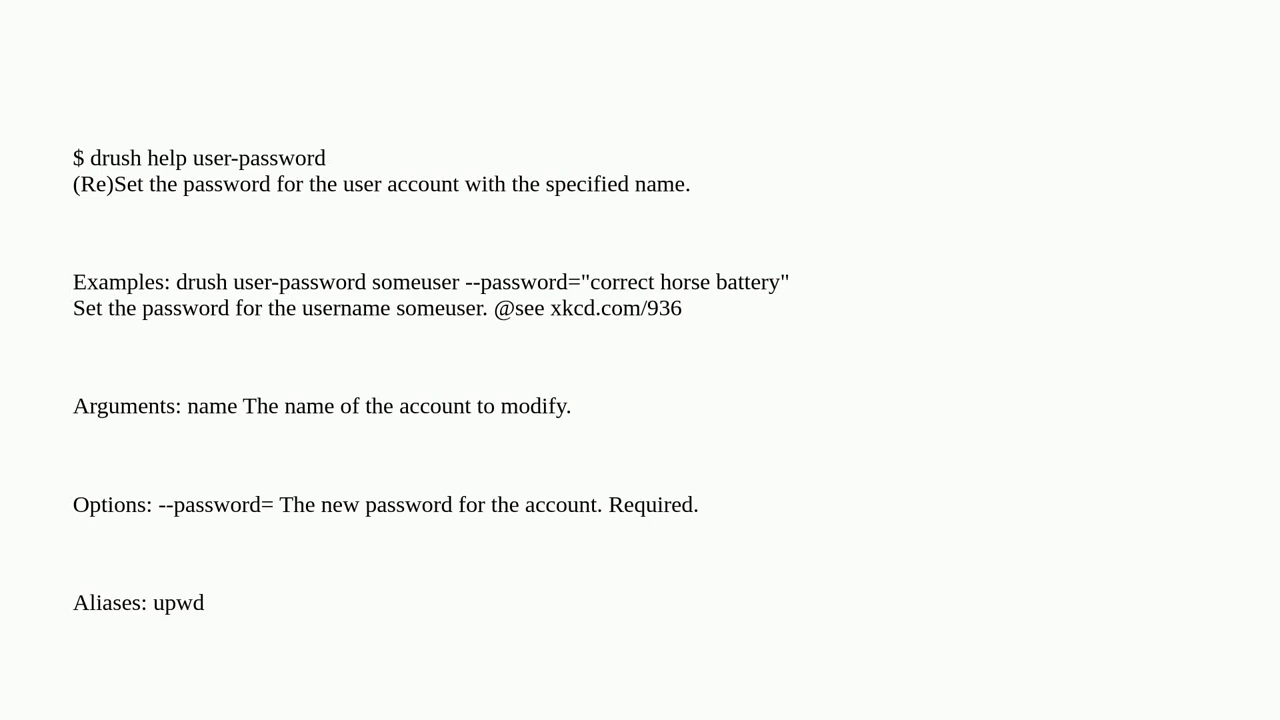 $ drush help user-password
(Re)Set the password for the user account with the specified name.
Examples: drush user-password someuser --password="correct horse battery"
Set the password for the username someuser. @see xkcd.com/936
Arguments: name The name of the account to modify.
Options: --password= The new password for the account. Required.
Aliases: upwd